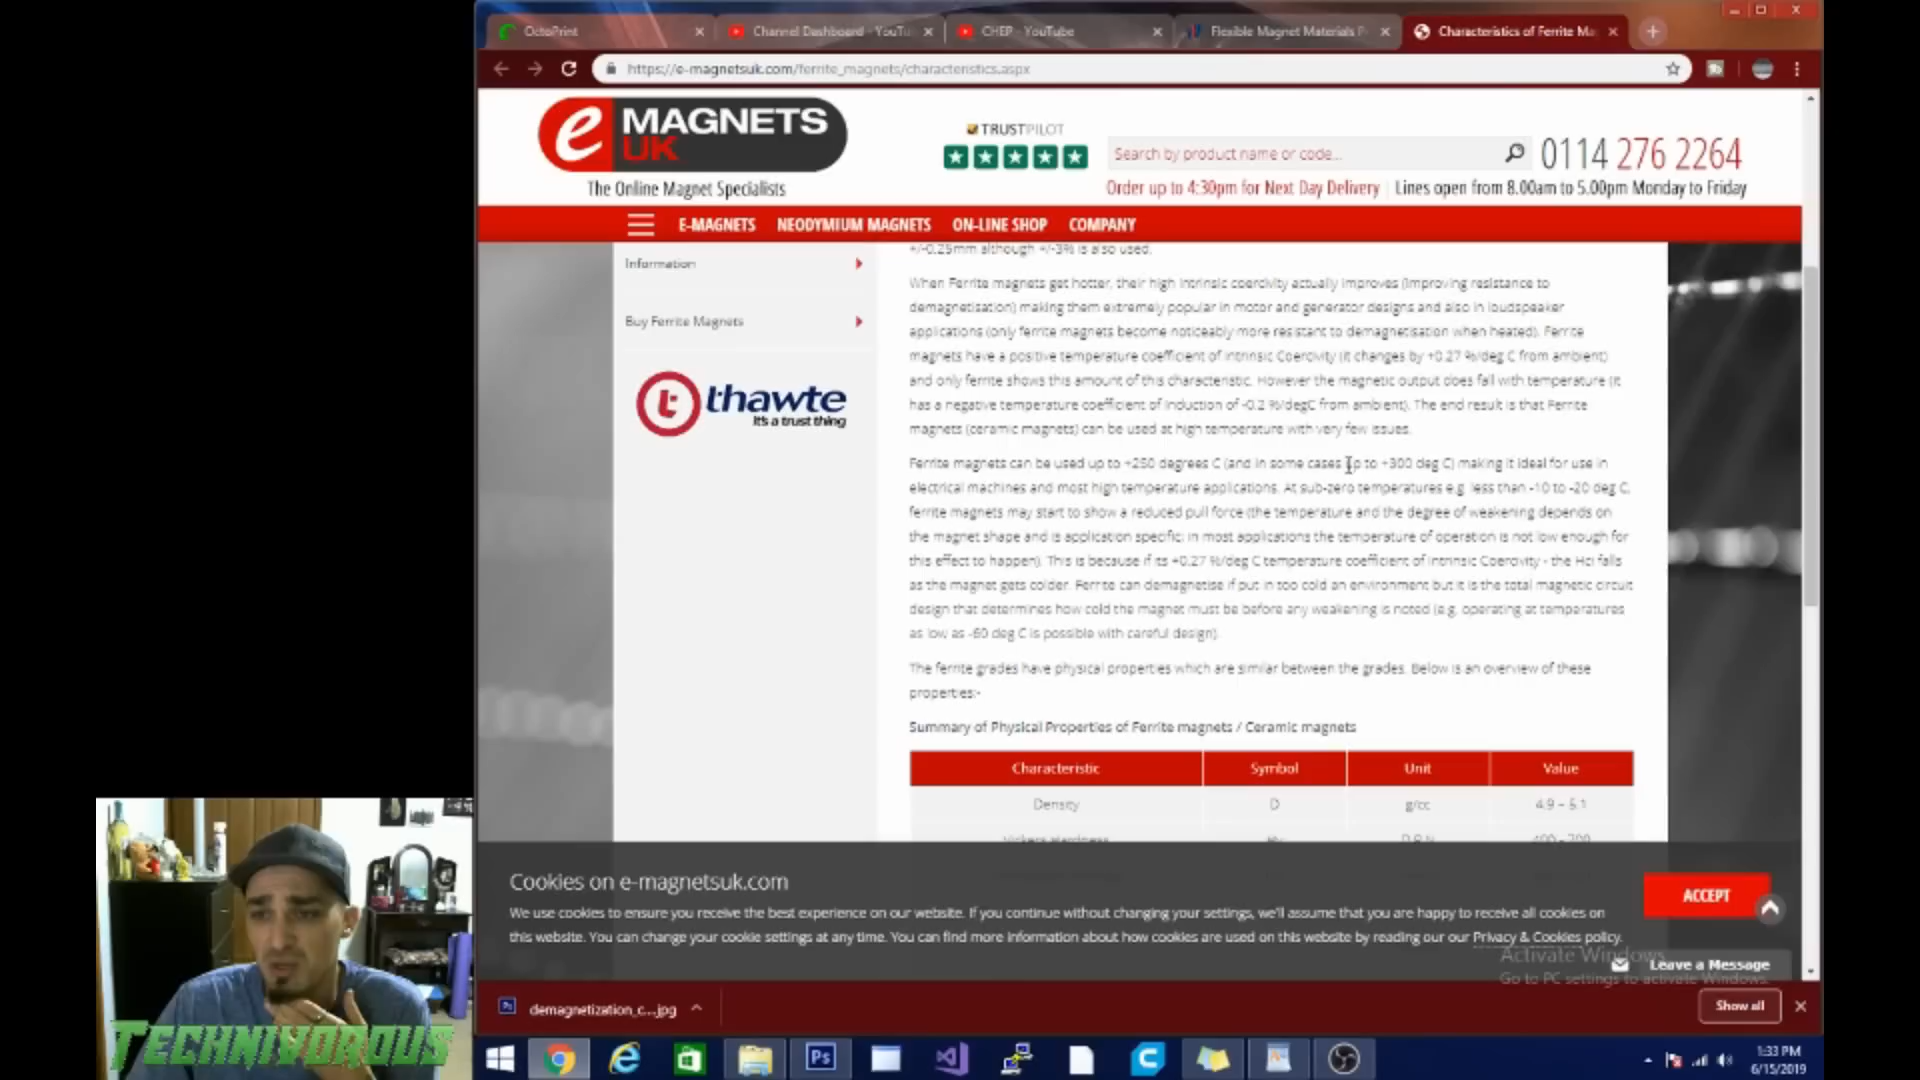 OctoPrint
Channel Dashboard - YouTu
CHEP - YouTube
Flexible Magnet Materials P
Characteristics of Ferrite Ma
https://e-magnetsuk.com/ferrite_magnets/characteristics.aspx
e MAGNETS UK
The Online Magnet Specialists
TRUSTPILOT
Search by product name or code...
0114 276 2264
Order up to 4:30pm for Next Day Delivery | Lines open from 8.00am to 5.00pm Monday to Friday
E-MAGNETS NEODYMIUM MAGNETS ON-LINE SHOP COMPANY
Information
Buy Ferrite Magnets
thawte
it's a trust thing
+/-0.25mm although +/-3% is also used.
When Ferrite magnets get hotter, their high intrinsic coercivity actually improves (improving resistance to
demagnetisation) making them extremely popular in motor and generator designs and also in loudspeaker
applications (only ferrite magnets become noticeably more resistant to demagnetisation when heated). Ferrite
magnets have a positive temperature coefficient of Intrinsic Coercivity (it changes by +0.27 %/deg C from ambient)
and only ferrite shows this amount of this characteristic. However the magnetic output does fall with temperature (it
has a negative temperature coefficient of Induction of -0.2 %/degC from ambient). The end result is that Ferrite
magnets (ceramic magnets) can be used at high temperature with very few issues.
Ferrite magnets can be used up to +250 degrees C (and in some cases up to +300 deg C) making it ideal for use in
electrical machines and most high temperature applications. At sub-zero temperatures e.g. less than -10 to -20 deg C,
ferrite magnets may start to show a reduced pull force (the temperature and the degree of weakening depends on
the magnet shape and is application specific; in most applications the temperature of operation is not low enough for
this effect to happen). This is because if its +0.27 %/deg C temperature coefficient of Intrinsic Coercivity - the Hci falls
as the magnet gets colder. Ferrite can demagnetise if put in too cold an environment but it is the total magnetic circuit
design that determines how cold the magnet must be before any weakening is noted (e.g. operating at temperatures
as low as -60 deg C is possible with careful design).
The ferrite grades have physical properties which are similar between the grades. Below is an overview of these
properties:-
Summary of Physical Properties of Ferrite magnets / Ceramic magnets
Characteristic Symbol Unit Value
Density D g/cc 4.9 – 5.1
Vickers Hardness Hv D.P.N 400 – 700
Cookies on e-magnetsuk.com
We use cookies to ensure you receive the best experience on our website. If you continue without changing your settings, we'll assume that you are happy to receive all cookies on
this website. You can change your cookie settings at any time. You can find more information about how cookies are used on this website by reading our our Privacy & Cookies policy.
ACCEPT
Activate Windows
Go to PC settings to activate Windows.
Leave a Message
demagnetization_c....jpg
Show all
TECHNIVOROUS
Ps
1:33 PM
6/15/2019